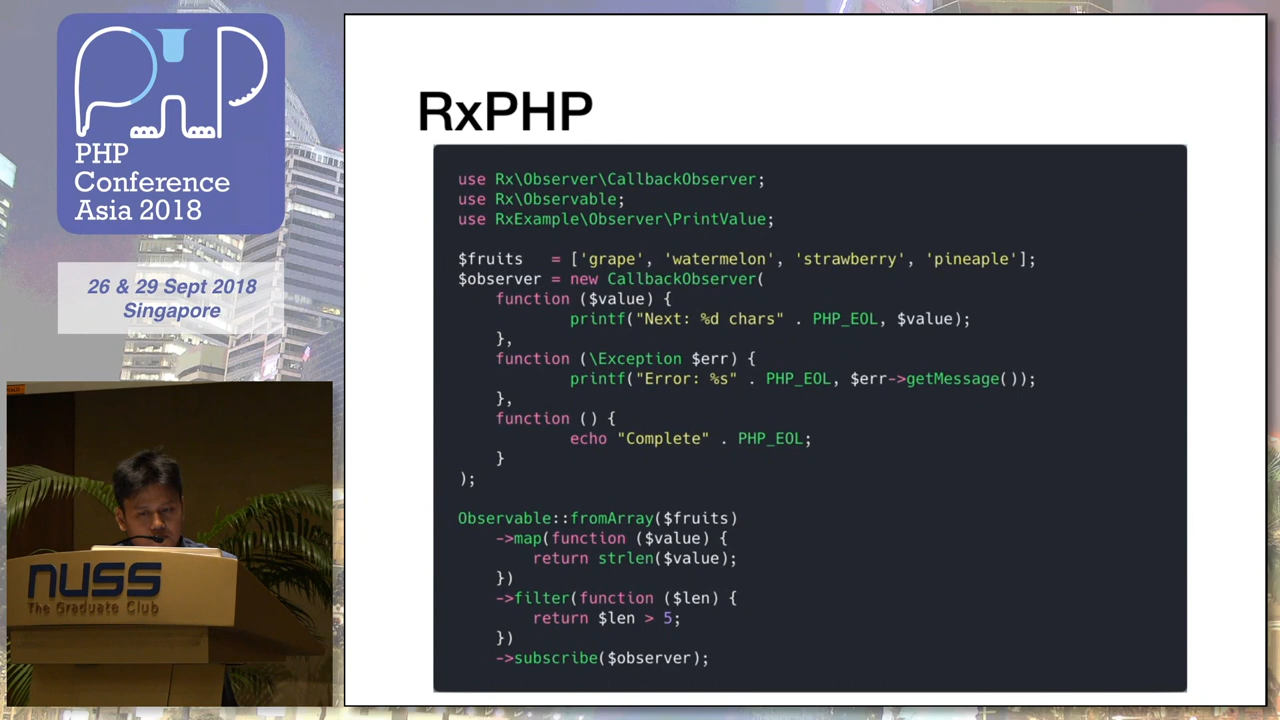 PHP
Conference
Asia 2018
26 & 29 Sept 2018
Singapore
nuss
The Graduate Club
RxPHP
use Rx\Observer\CallbackObserver;
use Rx\Observable;
use RxExample\Observer\PrintValue;
$fruits   = ['grape', 'watermelon', 'strawberry', 'pineaple'];
$observer = new CallbackObserver(
    function ($value) {
            printf("Next: %d chars" . PHP_EOL, $value);
    },
    function (\Exception $err) {
            printf("Error: %s" . PHP_EOL, $err->getMessage());
    },
    function () {
            echo "Complete" . PHP_EOL;
    }
);
Observable::fromArray($fruits)
    ->map(function ($value) {
        return strlen($value);
    })
    ->filter(function ($len) {
        return $len > 5;
    })
    ->subscribe($observer);